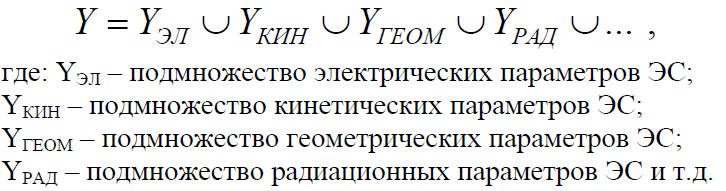 Y = Y_ЭЛ ∪ Y_КИН ∪ Y_ГЕОМ ∪ Y_РАД ∪ ... ,
где: Y_ЭЛ – подмножество электрических параметров ЭС;
Y_КИН – подмножество кинетических параметров ЭС;
Y_ГЕОМ – подмножество геометрических параметров ЭС;
Y_РАД – подмножество радиационных параметров ЭС и т.д.